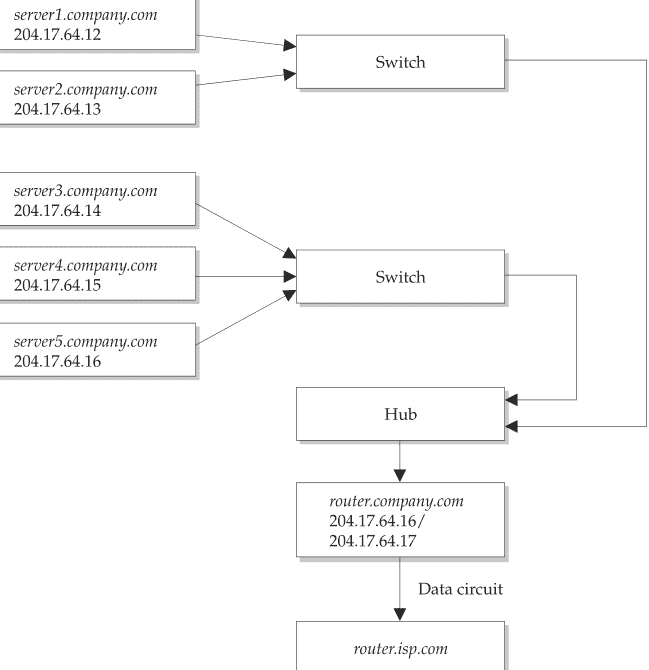 server1.company.com
204.17.64.12
Switch
server2.company.com
204.17.64.13
server3.company.com
204.17.64.14
server4.company.com
204.17.64.15
Switch
server5.company.com
204.17.64.16
Hub
router.company.com
204.17.64.16/
204.17.64.17
Data circuit
router.isp.com